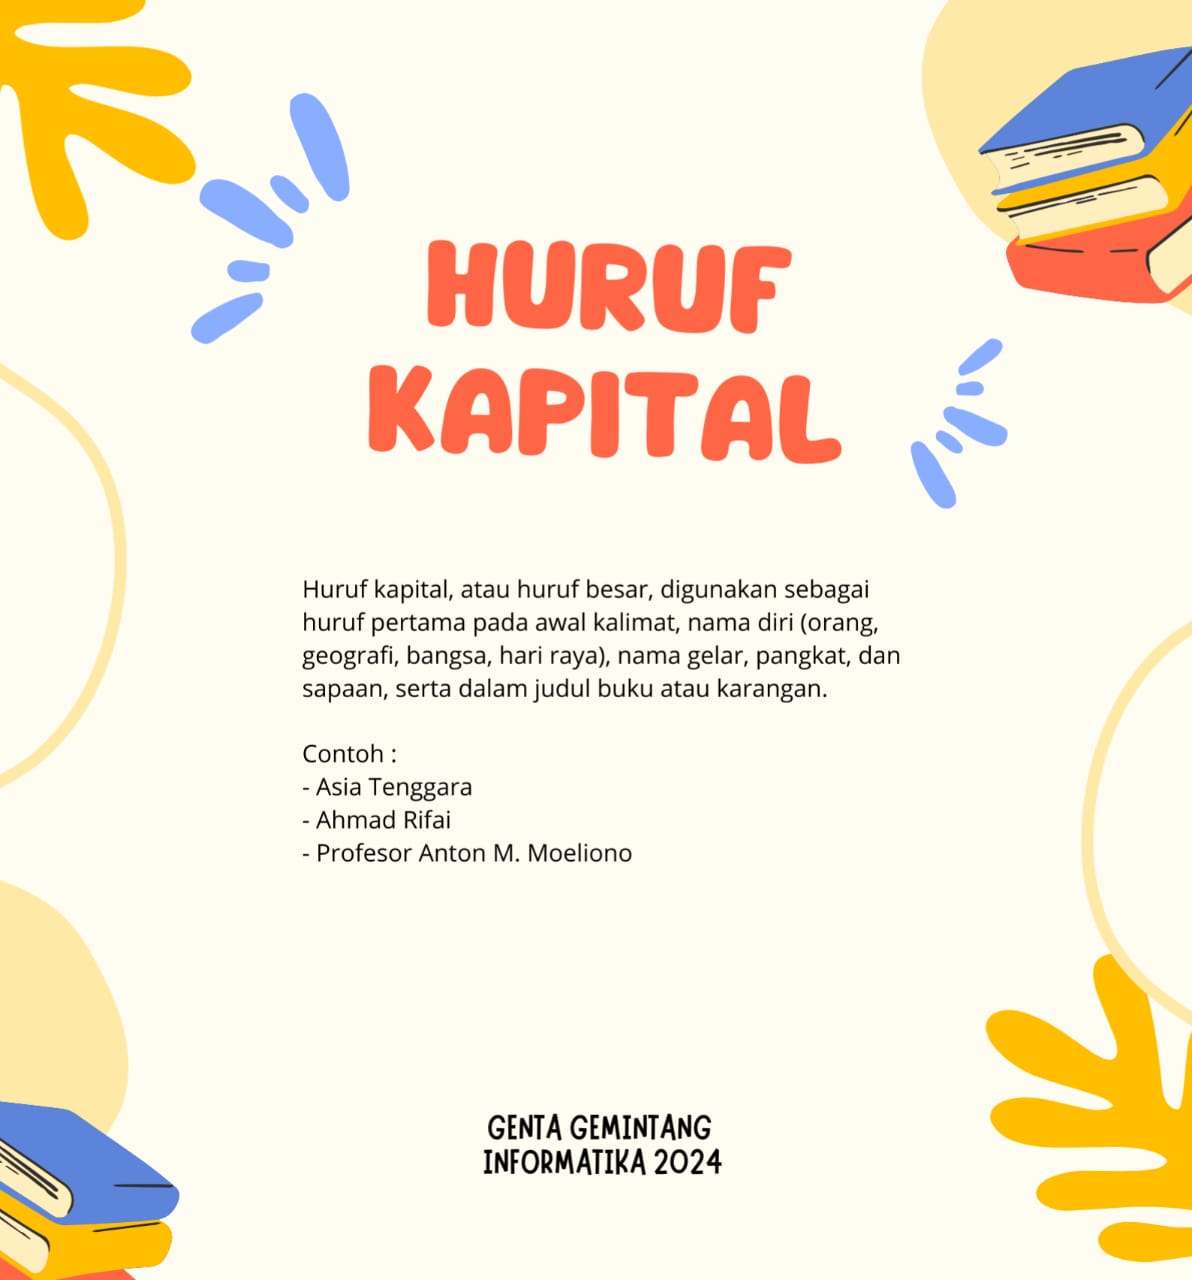 HURUF
KAPITAL
Huruf kapital, atau huruf besar, digunakan sebagai
huruf pertama pada awal kalimat, nama diri (orang,
geografi, bangsa, hari raya), nama gelar, pangkat, dan
sapaan, serta dalam judul buku atau karangan.
Contoh :
- Asia Tenggara
- Ahmad Rifai
- Profesor Anton M. Moeliono
GENTA GEMINTANG
INFORMATIKA 2024